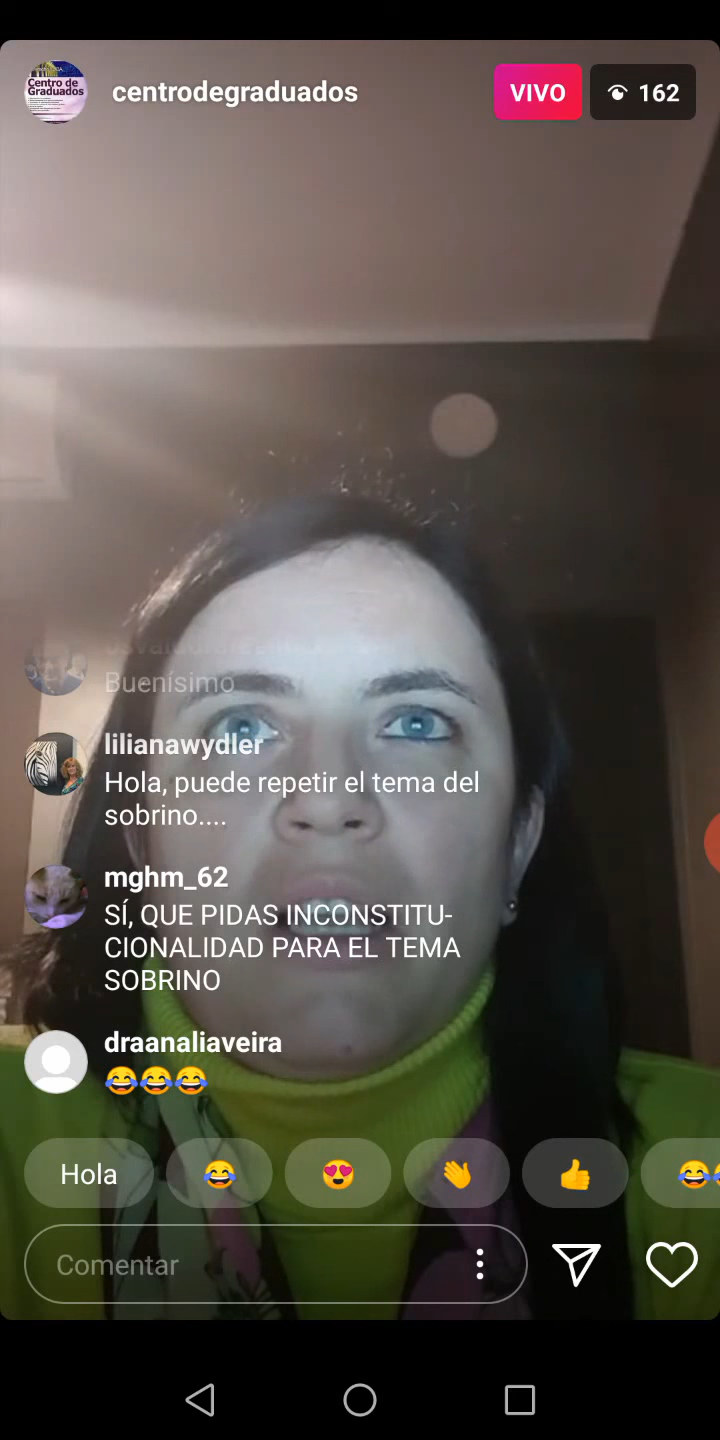 Centro de
Graduados
centrodegraduados
VIVO
162
Buenísimo
lilianawydler
Hola, puede repetir el tema del
sobrino....
mghm_62
SÍ, QUE PIDAS INCONSTITU-
CIONALIDAD PARA EL TEMA
SOBRINO
draanaliaveira
😂😂😂
Hola
😂
😍
👋
👍
😂
Comentar